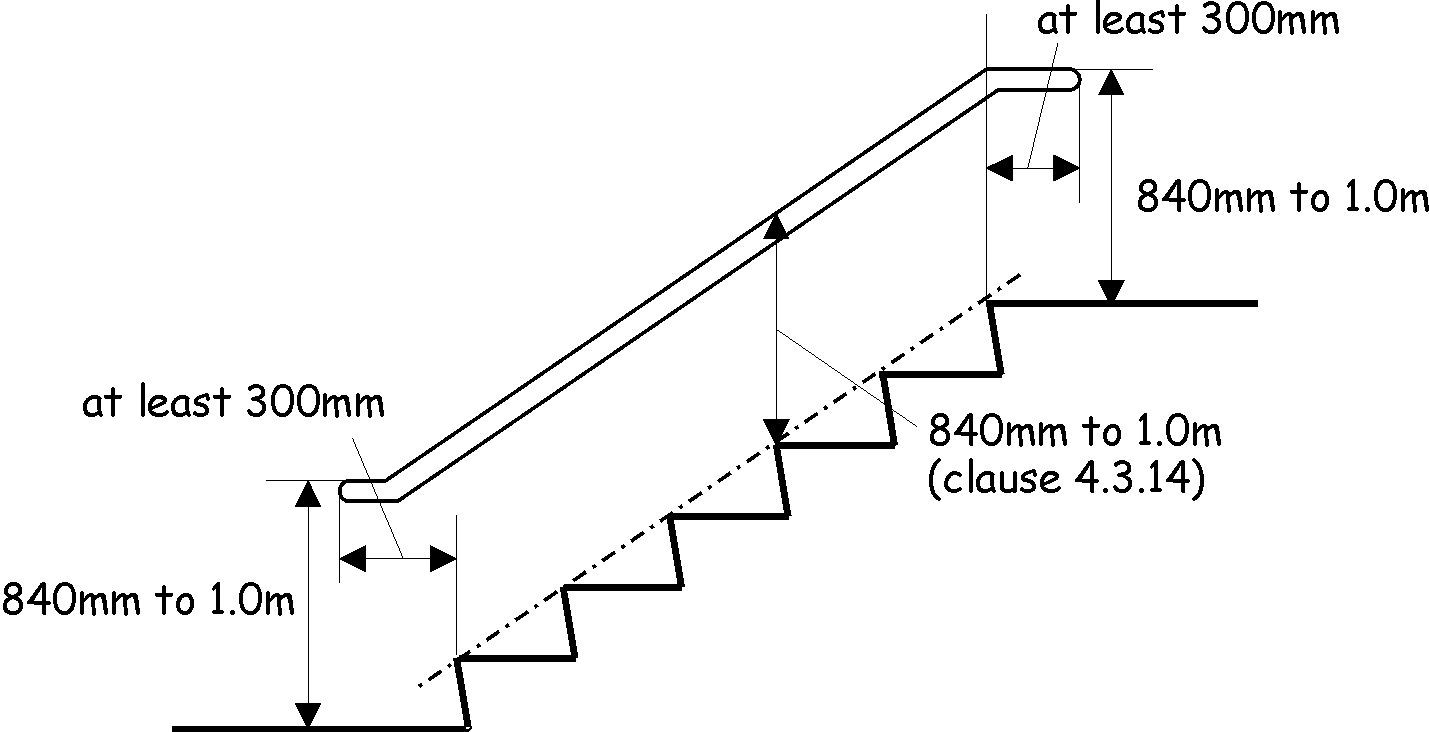 at least 300mm
840mm to 1.0m
at least 300mm
840mm to 1.0m
(clause 4.3.14)
840mm to 1.0m